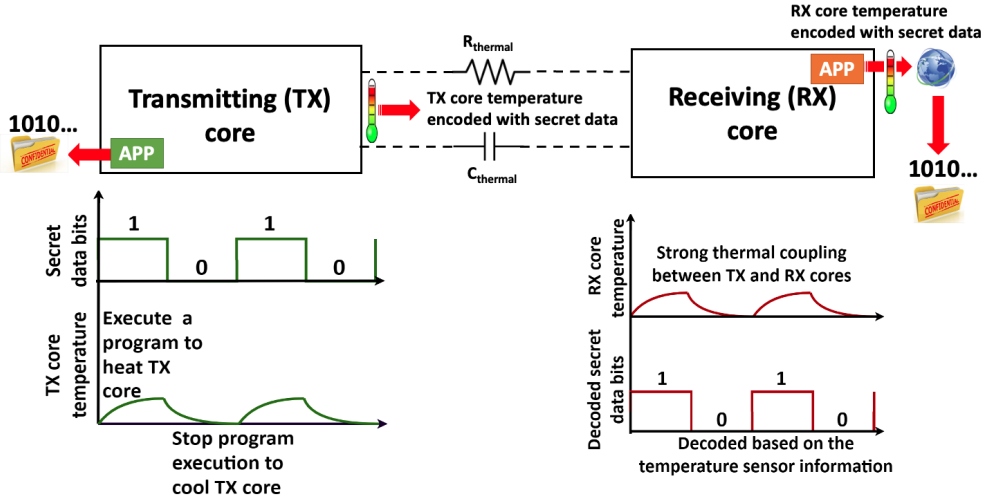 RX core temperature
encoded with secret data
R_thermal
APP
Transmitting (TX)
core
TX core temperature
encoded with secret data
Receiving (RX)
core
1010...
CONFIDENTIAL
APP
C_thermal
1010...
CONFIDENTIAL
Secret
data bits
1
0
1
0
TX core
temperature
Execute a
program to
heat TX
core
Stop program
execution to
cool TX core
RX core
temperature
Strong thermal coupling
between TX and RX cores
Decoded secret
data bits
1
0
1
0
Decoded based on the
temperature sensor information